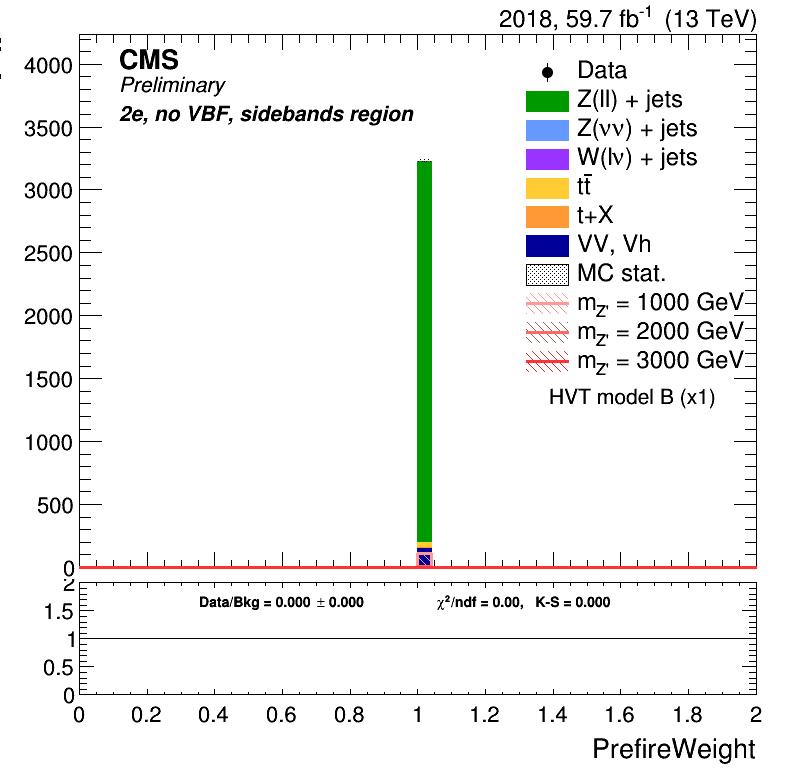 2018, 59.7 fb⁻¹ (13 TeV)
CMS
Preliminary
2e, no VBF, sidebands region
Data
Z(ll) + jets
Z(νν) + jets
W(lν) + jets
tt̄
t+X
VV, Vh
MC stat.
m_Z' = 1000 GeV
m_Z' = 2000 GeV
m_Z' = 3000 GeV
HVT model B (x1)
4000
3500
3000
2500
2000
1500
1000
500
0
Data/Bkg = 0.000 ± 0.000 χ²/ndf = 0.00, K-S = 0.000
2
1.5
1
0.5
0
0 0.2 0.4 0.6 0.8 1 1.2 1.4 1.6 1.8 2
PrefireWeight